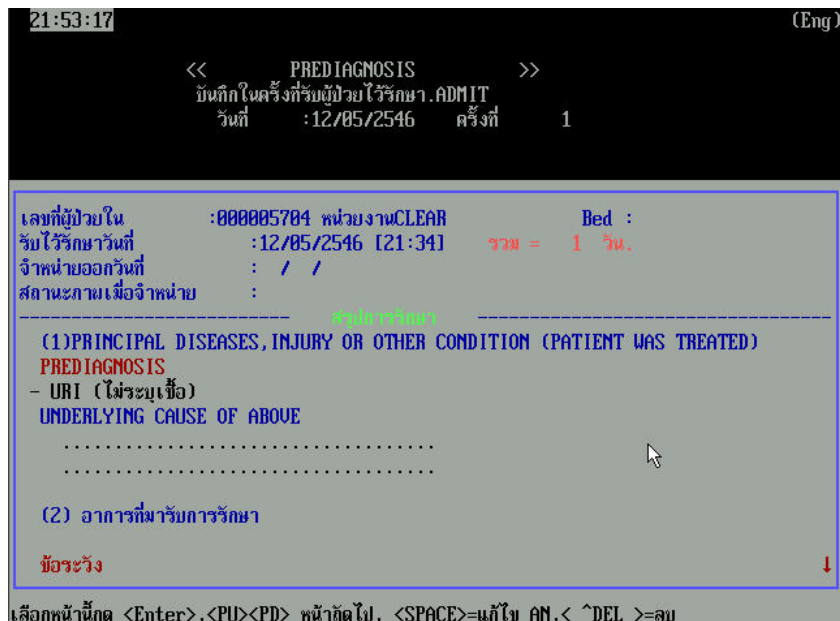 21:53:17 (Eng)
<< PREDIAGNOSIS >>
บันทึกในครั้งที่รับผู้ป่วยไว้รักษา.ADMIT
วันที่ :12/05/2546 ครั้งที่ 1
เลขที่ผู้ป่วยใน :000005704 หน่วยงานCLEAR Bed :
รับไว้รักษาวันที่ :12/05/2546 [21:34] รวม = 1 วัน.
จำหน่ายออกวันที่ : / /
สถานะภาพเมื่อจำหน่าย :
สรุปการรักษา
(1)PRINCIPAL DISEASES,INJURY OR OTHER CONDITION (PATIENT WAS TREATED)
PREDIAGNOSIS
- URI (ไม่ระบุเชื้อ)
UNDERLYING CAUSE OF ABOVE
....................................
....................................
(2) อาการที่มารับการรักษา
ข้อระวัง ↓
เลือกหน้านี้กด <Enter>,<PU><PD> หน้าถัดไป, <SPACE>=แก้ไข AN,< ^DEL >=ลบ